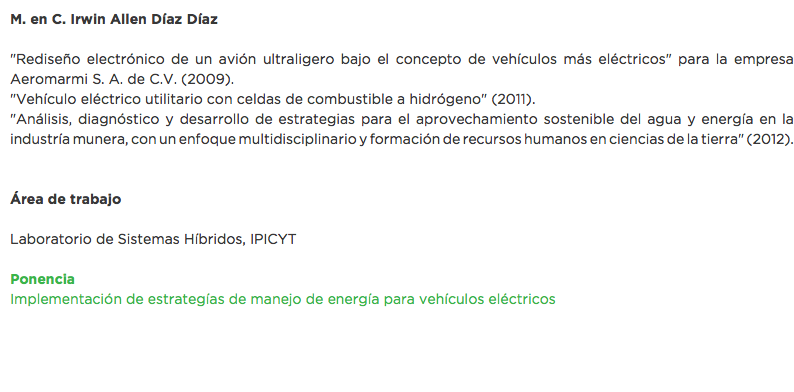 M. en C. Irwin Allen Díaz Díaz
"Rediseño electrónico de un avión ultraligero bajo el concepto de vehículos más eléctricos" para la empresa
Aeromarmi S. A. de C.V. (2009).
"Vehículo eléctrico utilitario con celdas de combustible a hidrógeno" (2011).
"Análisis, diagnóstico y desarrollo de estrategias para el aprovechamiento sostenible del agua y energía en la
industría munera, con un enfoque multidisciplinario y formación de recursos humanos en ciencias de la tierra" (2012).
Área de trabajo
Laboratorio de Sistemas Híbridos, IPICYT
Ponencia
Implementación de estrategías de manejo de energía para vehículos eléctricos